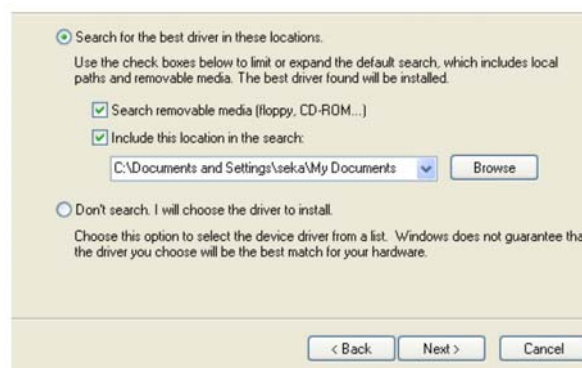 Search for the best driver in these locations.
Use the check boxes below to limit or expand the default search, which includes local
paths and removable media. The best driver found will be installed.
Search removable media (floppy, CD-ROM...)
Include this location in the search:
C:\Documents and Settings\seka\My Documents Browse
Don't search. I will choose the driver to install.
Choose this option to select the device driver from a list. Windows does not guarantee tha
the driver you choose will be the best match for your hardware.
< Back Next > Cancel